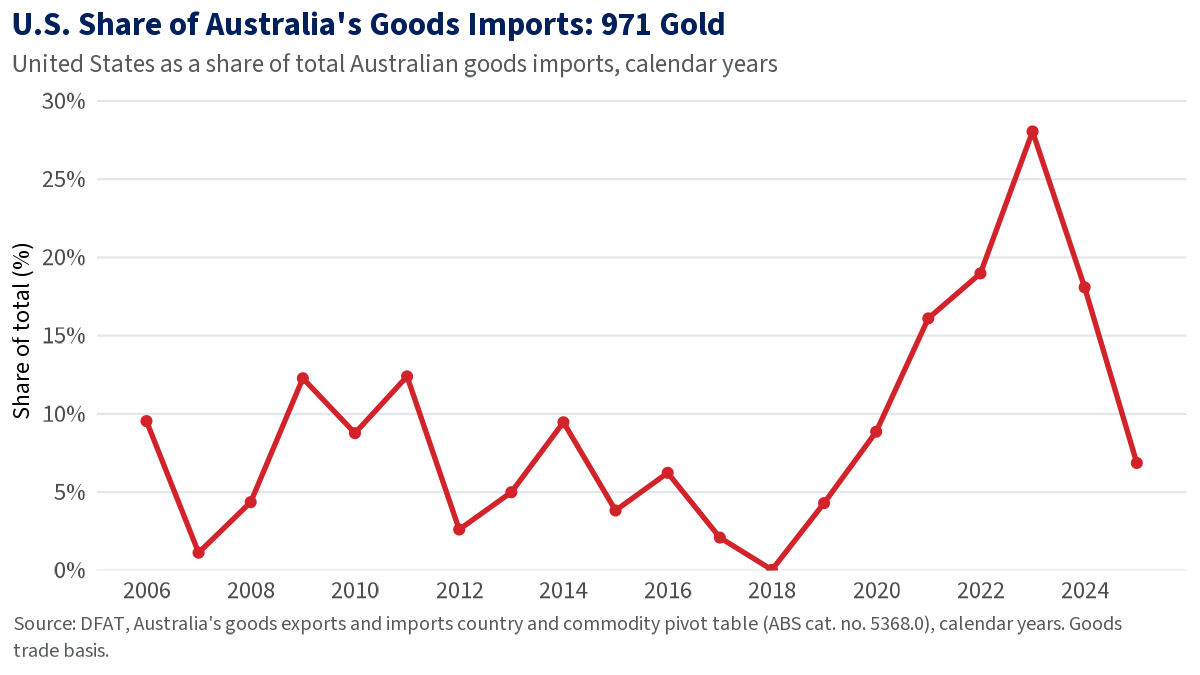 U.S. Share of Australia's Goods Imports: 971 Gold
United States as a share of total Australian goods imports, calendar years
Share of total (%)
30%
25%
20%
15%
10%
5%
0%
2006 2008 2010 2012 2014 2016 2018 2020 2022 2024
Source: DFAT, Australia's goods exports and imports country and commodity pivot table (ABS cat. no. 5368.0), calendar years. Goods
trade basis.